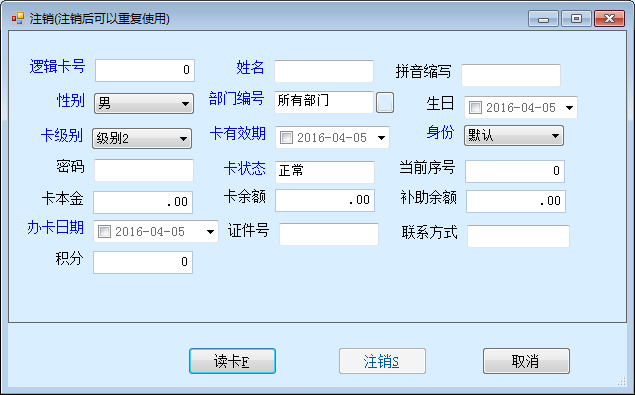 注销(注销后可以重复使用)
逻辑卡号 0 姓名 拼音缩写
性别 男 部门编号 所有部门 生日 2016-04-05
卡级别 级别2 卡有效期 2016-04-05 身份 默认
密码 卡状态 正常 当前序号 0
卡本金 .00 卡余额 .00 补助余额 .00
办卡日期 2016-04-05 证件号 联系方式
积分 0
读卡F 注销S 取消